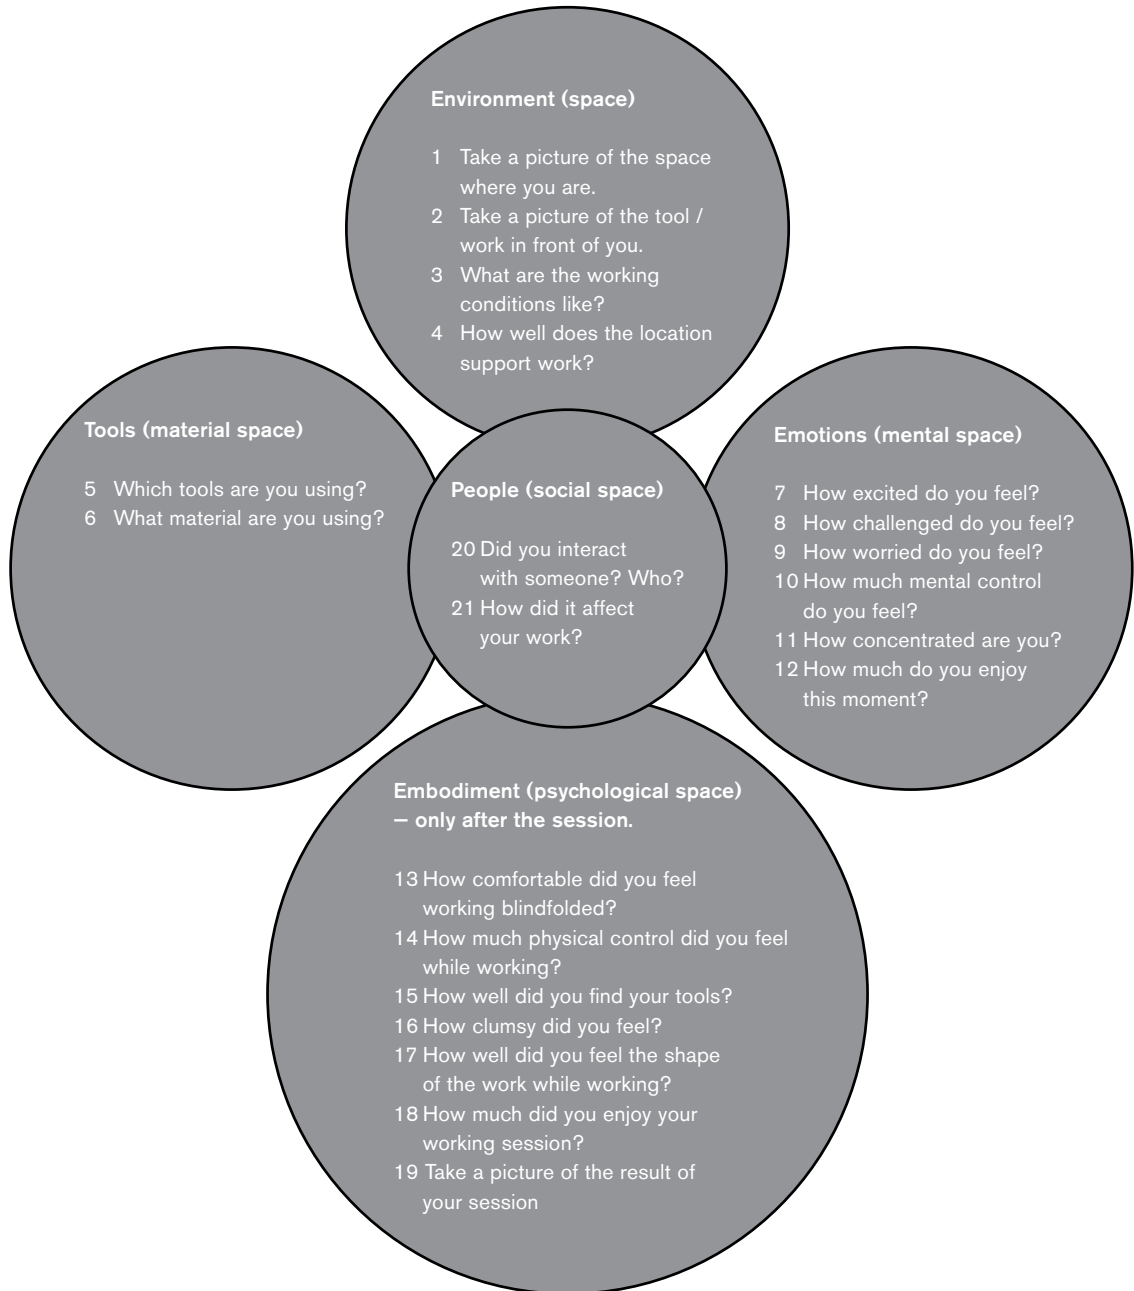 Environment (space)
1 Take a picture of the space
where you are.
2 Take a picture of the tool /
work in front of you.
3 What are the working
conditions like?
4 How well does the location
support work?
Tools (material space)
5 Which tools are you using?
6 What material are you using?
Emotions (mental space)
7 How excited do you feel?
8 How challenged do you feel?
9 How worried do you feel?
10 How much mental control
do you feel?
11 How concentrated are you?
12 How much do you enjoy
this moment?
People (social space)
20 Did you interact
with someone? Who?
21 How did it affect
your work?
Embodiment (psychological space)
– only after the session.
13 How comfortable did you feel
working blindfolded?
14 How much physical control did you feel
while working?
15 How well did you find your tools?
16 How clumsy did you feel?
17 How well did you feel the shape
of the work while working?
18 How much did you enjoy your
working session?
19 Take a picture of the result of
your session